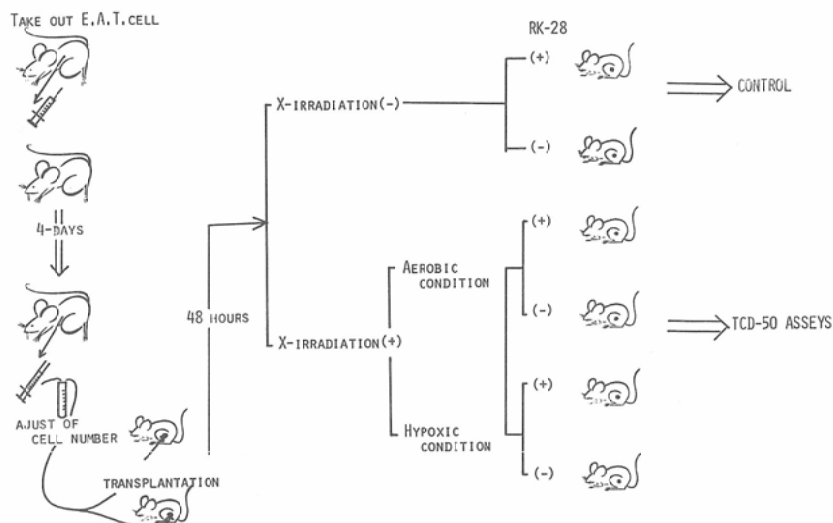 TAKE OUT E.A.T.CELL
4-DAYS
AJUST OF
CELL NUMBER
TRANSPLANTATION
48 HOURS
X-IRRADIATION(-)
X-IRRADIATION(+)
AEROBIC
CONDITION
HYPOXIC
CONDITION
RK-28
(+)
(-)
(+)
(-)
(+)
(-)
CONTROL
TCD-50 ASSEYS